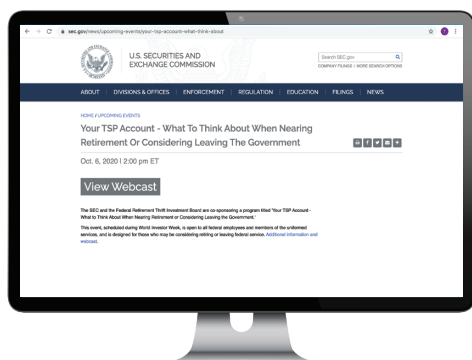 sec.gov/news/upcoming-events/your-tsp-account-what-think-about
U.S. SECURITIES AND
EXCHANGE COMMISSION
Search SEC.gov
COMPANY FILINGS | MORE SEARCH OPTIONS
ABOUT | DIVISIONS & OFFICES | ENFORCEMENT | REGULATION | EDUCATION | FILINGS | NEWS
HOME / UPCOMING EVENTS
Your TSP Account - What To Think About When Nearing
Retirement Or Considering Leaving The Government
Oct. 6, 2020 | 2:00 pm ET
View Webcast
The SEC and the Federal Retirement Thrift Investment Board are co-sponsoring a program titled 'Your TSP Account -
What to Think About When Nearing Retirement or Considering Leaving the Government.'
This event, scheduled during World Investor Week, is open to all federal employees and members of the uniformed
services, and is designed for those who may be considering retiring or leaving federal service. Additional information and
webcast.